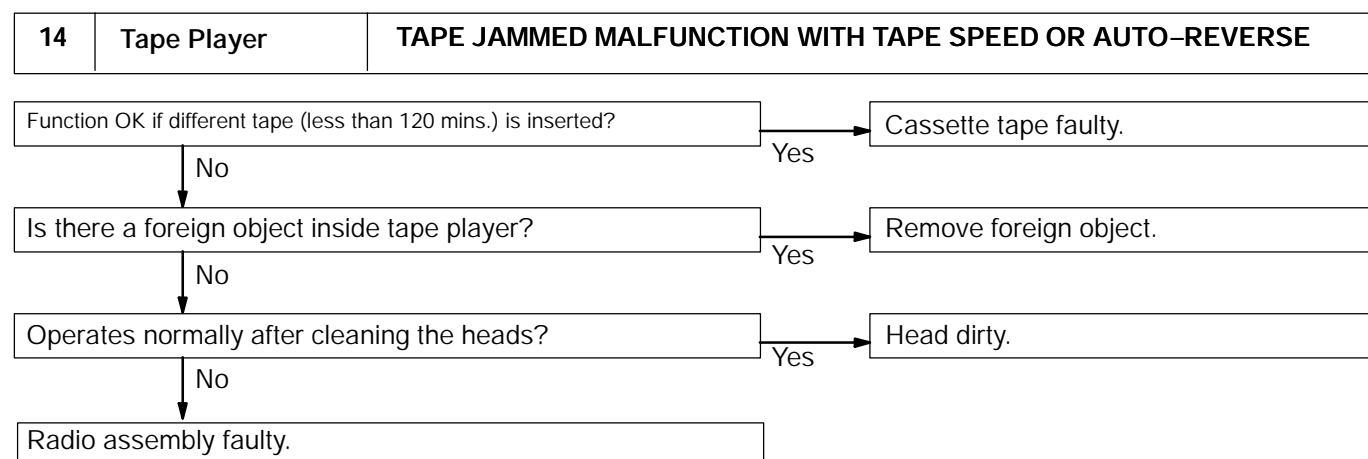 14 Tape Player TAPE JAMMED MALFUNCTION WITH TAPE SPEED OR AUTO–REVERSE
Function OK if different tape (less than 120 mins.) is inserted?
Yes
Cassette tape faulty.
No
Is there a foreign object inside tape player?
Yes
Remove foreign object.
No
Operates normally after cleaning the heads?
Yes
Head dirty.
No
Radio assembly faulty.